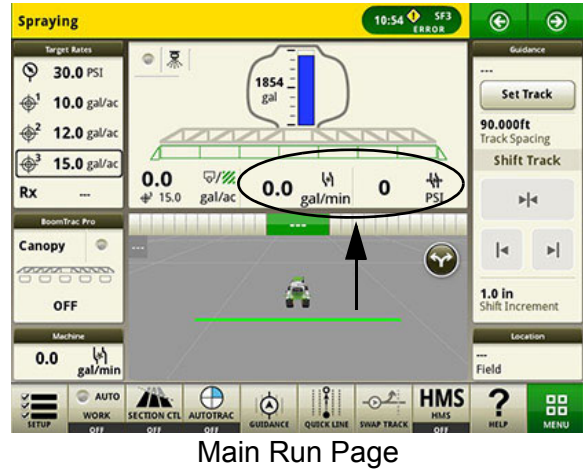 Spraying
10:54 SF3
ERROR
Target Rates
30.0 PSI
1 10.0 gal/ac
2 12.0 gal/ac
3 15.0 gal/ac
Rx ---
1854
gal
0.0 gal/ac
15.0
0.0 gal/min
0 PSI
Guidance
---
Set Track
90.000ft
Track Spacing
Shift Track
1.0 in
Shift Increment
Location
---
Field
BoomTrac Pro
Canopy
OFF
---
---
Machine
0.0 gal/min
SETUP
AUTO
WORK
OFF
SECTION CTL
OFF
AUTOTRAC
OFF
GUIDANCE
QUICK LINE
SWAP TRACK
HMS
HMS
OFF
?
HELP
MENU
Main Run Page